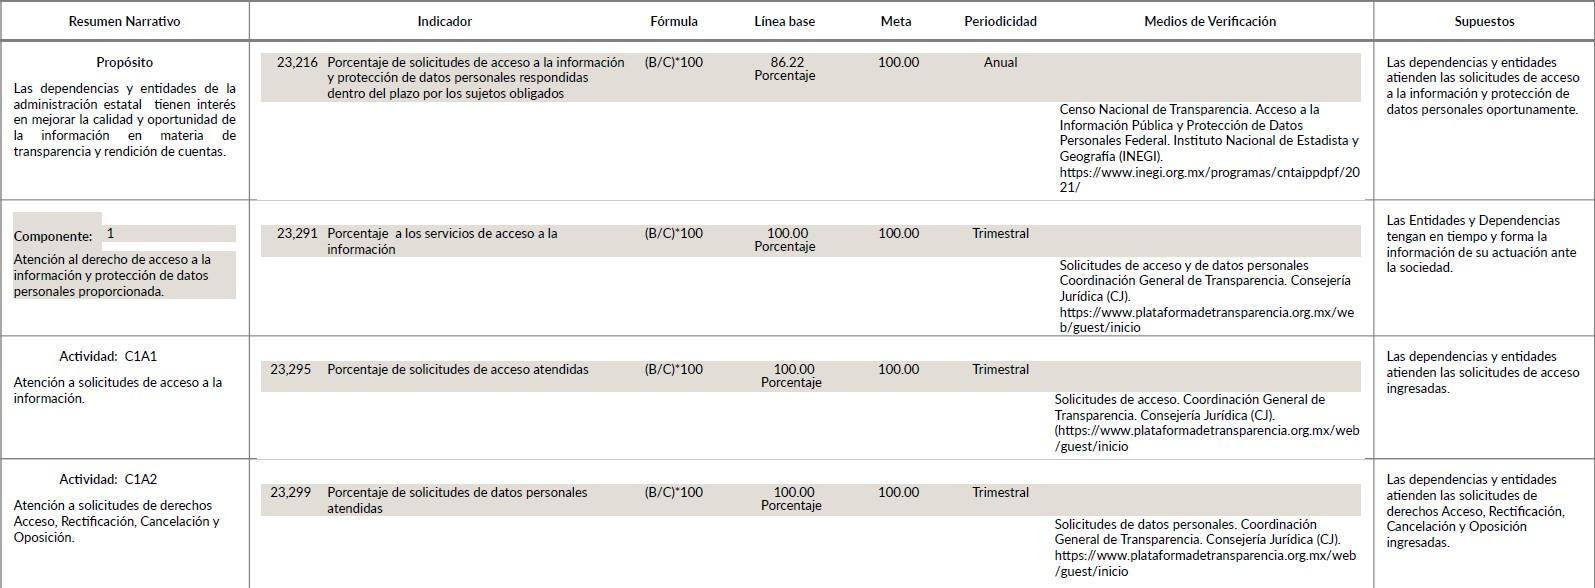 Resumen Narrativo Indicador Fórmula Línea base Meta Periodicidad Medios de Verificación Supuestos
Propósito
Las dependencias y entidades de la
administración estatal tienen interés
en mejorar la calidad y oportunidad de
la información en materia de
transparencia y rendición de cuentas.
23,216 Porcentaje de solicitudes de acceso a la información
y protección de datos personales respondidas
dentro del plazo por los sujetos obligados
(B/C)*100
86.22
Porcentaje
100.00
Anual
Censo Nacional de Transparencia. Acceso a la
Información Pública y Protección de Datos
Personales Federal. Instituto Nacional de Estadista y
Geografía (INEGI).
https://www.inegi.org.mx/programas/cntaippdpf/20
21/
Las dependencias y entidades
atienden las solicitudes de acceso
a la información y protección de
datos personales oportunamente.
Componente: 1
Atención al derecho de acceso a la
información y protección de datos
personales proporcionada.
23,291 Porcentaje a los servicios de acceso a la
información
(B/C)*100
100.00
Porcentaje
100.00
Trimestral
Solicitudes de acceso y de datos personales
Coordinación General de Transparencia. Consejería
Jurídica (CJ).
https://www.plataformadetransparencia.org.mx/we
b/guest/inicio
Las Entidades y Dependencias
tengan en tiempo y forma la
información de su actuación ante
la sociedad.
Actividad: C1A1
Atención a solicitudes de acceso a la
información.
23,295 Porcentaje de solicitudes de acceso atendidas
(B/C)*100
100.00
Porcentaje
100.00
Trimestral
Solicitudes de acceso. Coordinación General de
Transparencia. Consejería Jurídica (CJ).
(https://www.plataformadetransparencia.org.mx/web
/guest/inicio
Las dependencias y entidades
atienden las solicitudes de acceso
ingresadas.
Actividad: C1A2
Atención a solicitudes de derechos
Acceso, Rectificación, Cancelación y
Oposición.
23,299 Porcentaje de solicitudes de datos personales
atendidas
(B/C)*100
100.00
Porcentaje
100.00
Trimestral
Solicitudes de datos personales. Coordinación
General de Transparencia. Consejería Jurídica (CJ).
https://www.plataformadetransparencia.org.mx/web
/guest/inicio
Las dependencias y entidades
atienden las solicitudes de
derechos Acceso, Rectificación,
Cancelación y Oposición
ingresadas.